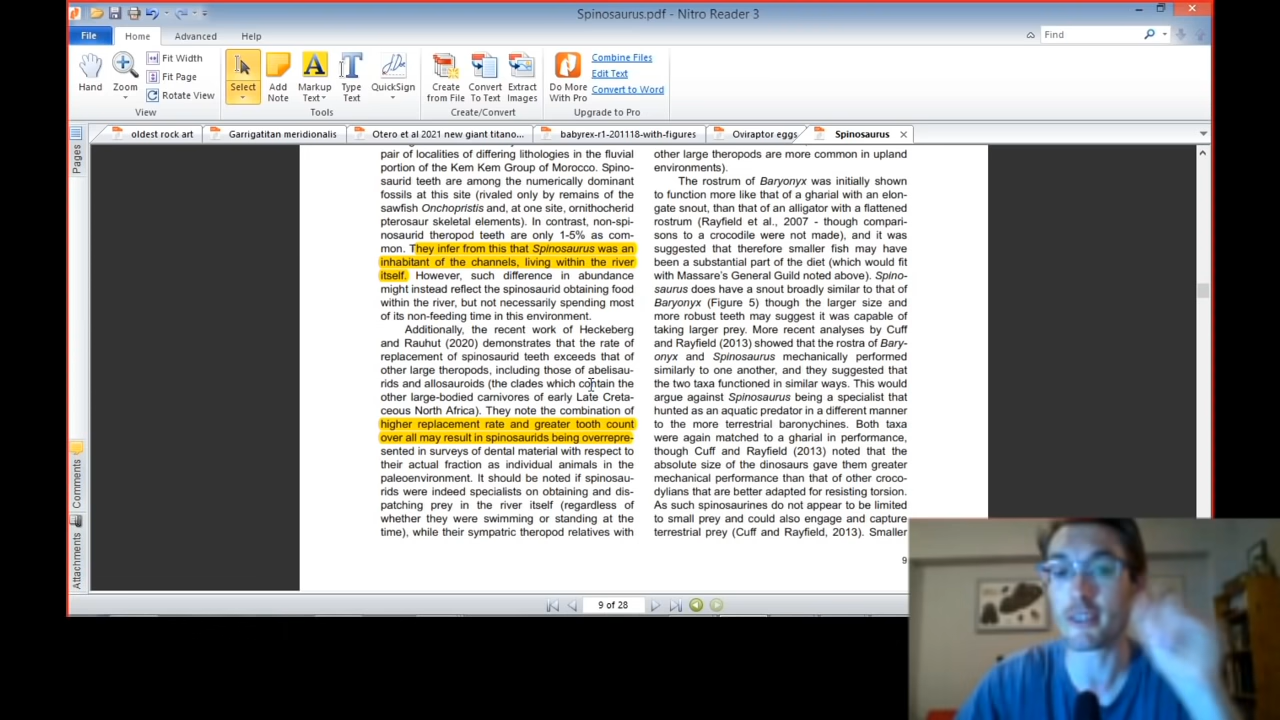 Spinosaurus.pdf - Nitro Reader 3
File
Home
Advanced
Help
Find
Hand
Zoom
Fit Width
Fit Page
Rotate View
Select
Add Note
Markup Text
Type Text
QuickSign
Create from File
Convert To Text
Extract Images
Do More With Pro
Combine Files
Edit Text
Convert to Word
View
Tools
Create/Convert
Upgrade to Pro
oldest rock art
Garrigatitan meridionalis
Otero et al 2021 new giant titano...
babyrex-r1-201118-with-figures
Oviraptor eggs
Spinosaurus
Pages
Comments
Attachments
pair of localities of differing lithologies in the fluvial
portion of the Kem Kem Group of Morocco. Spino-
saurid teeth are among the numerically dominant
fossils at this site (rivaled only by remains of the
sawfish Onchopristis and, at one site, ornithocherid
pterosaur skeletal elements). In contrast, non-spi-
nosaurid theropod teeth are only 1-5% as com-
mon. They infer from this that Spinosaurus was an
inhabitant of the channels, living within the river
itself. However, such difference in abundance
might instead reflect the spinosaurid obtaining food
within the river, but not necessarily spending most
of its non-feeding time in this environment.
Additionally, the recent work of Heckeberg
and Rauhut (2020) demonstrates that the rate of
replacement of spinosaurid teeth exceeds that of
other large theropods, including those of abelisau-
rids and allosauroids (the clades which contain the
other large-bodied carnivores of early Late Creta-
ceous North Africa). They note the combination of
higher replacement rate and greater tooth count
over all may result in spinosaurids being overrepre-
sented in surveys of dental material with respect to
their actual fraction as individual animals in the
paleoenvironment. It should be noted if spinosau-
rids were indeed specialists on obtaining and dis-
patching prey in the river itself (regardless of
whether they were swimming or standing at the
time), while their sympatric theropod relatives with
other large theropods are more common in upland
environments).
The rostrum of Baryonyx was initially shown
to function more like that of a gharial with an elon-
gate snout, than that of an alligator with a flattened
rostrum (Rayfield et al., 2007 - though compari-
sons to a crocodile were not made), and it was
suggested that therefore smaller fish may have
been a substantial part of the diet (which would fit
with Massare's General Guild noted above). Spino-
saurus does have a snout broadly similar to that of
Baryonyx (Figure 5) though the larger size and
more robust teeth may suggest it was capable of
taking larger prey. More recent analyses by Cuff
and Rayfield (2013) showed that the rostra of Bary-
onyx and Spinosaurus mechanically performed
similarly to one another, and they suggested that
the two taxa functioned in similar ways. This would
argue against Spinosaurus being a specialist that
hunted as an aquatic predator in a different manner
to the more terrestrial baronychines. Both taxa
were again matched to a gharial in performance,
though Cuff and Rayfield (2013) noted that the
absolute size of the dinosaurs gave them greater
mechanical performance than that of other croco-
dylians that are better adapted for resisting torsion.
As such spinosaurines do not appear to be limited
to small prey and could also engage and capture
terrestrial prey (Cuff and Rayfield, 2013). Smaller
9
9 of 28